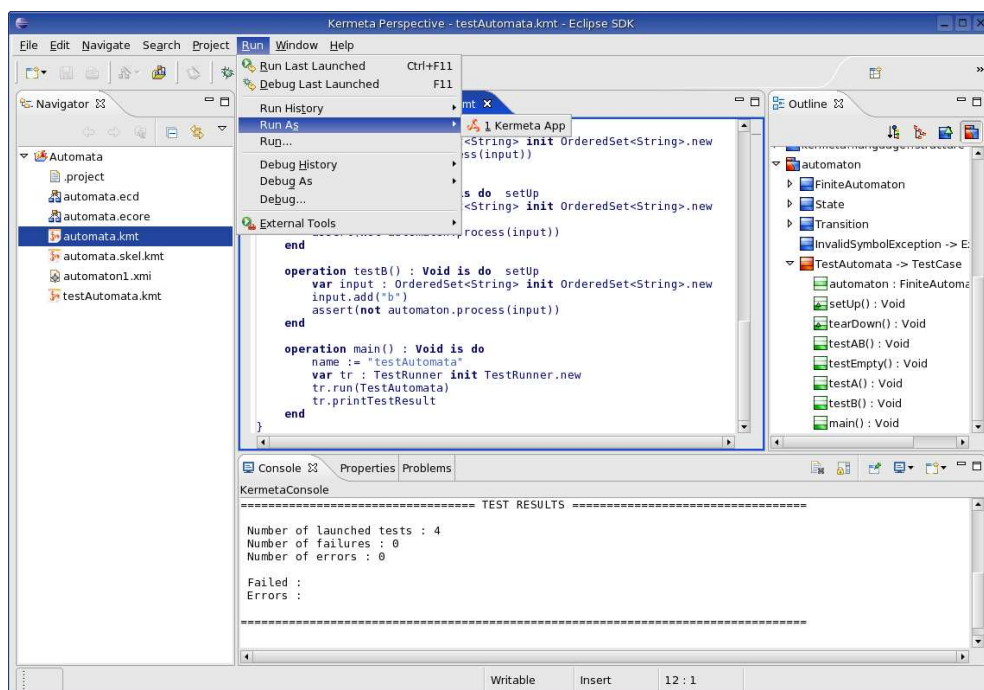 Kermeta Perspective - testAutomata.kmt - Eclipse SDK
File Edit Navigate Search Project Run Window Help
Run Last Launched Ctrl+F11
Debug Last Launched F11
Run History
Run As
Run...
Debug History
Debug As
Debug...
External Tools
1 Kermeta App
»
Navigator
Automata
.project
automata.ecd
automata.ecore
automata.kmt
automata.skel.kmt
automaton1.xmi
testAutomata.kmt
mt
<String> init OrderedSet<String>.new
ss(input))
is do setUp
<String> init OrderedSet<String>.new
assert(not automaton.process(input))
end
operation testB() : Void is do setUp
var input : OrderedSet<String> init OrderedSet<String>.new
input.add("b")
assert(not automaton.process(input))
end
operation main() : Void is do
name := "testAutomata"
var tr : TestRunner init TestRunner.new
tr.run(TestAutomata)
tr.printTestResult
end
}
Outline
automaton
FiniteAutomaton
State
Transition
InvalidSymbolException -> E:
TestAutomata -> TestCase
automaton : FiniteAutoma
setUp() : Void
tearDown() : Void
testAB() : Void
testEmpty() : Void
testA() : Void
testB() : Void
main() : Void
Console Properties Problems
KermetaConsole
================================== TEST RESULTS ==================================
Number of launched tests : 4
Number of failures : 0
Number of errors : 0
Failed :
Errors :
==================================================================================
Writable Insert 12 : 1